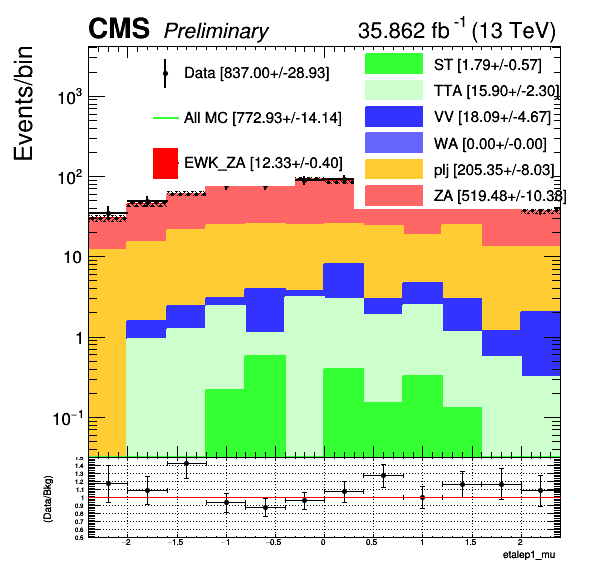 CMS Preliminary 35.862 fb⁻¹ (13 TeV)
Events/bin
Data [837.00+/-28.93]
All MC [772.93+/-14.14]
EWK_ZA [12.33+/-0.40]
ST [1.79+/-0.57]
TTA [15.90+/-2.30]
VV [18.09+/-4.67]
WA [0.00+/-0.00]
plj [205.35+/-8.03]
ZA [519.48+/-10.38]
10³
10²
10
1
10⁻¹
(Data/Bkg)
1.5
1.4
1.3
1.2
1.1
1
0.9
0.8
0.7
0.6
0.5
−2 −1.5 −1 −0.5 0 0.5 1 1.5 2
etalep1_mu